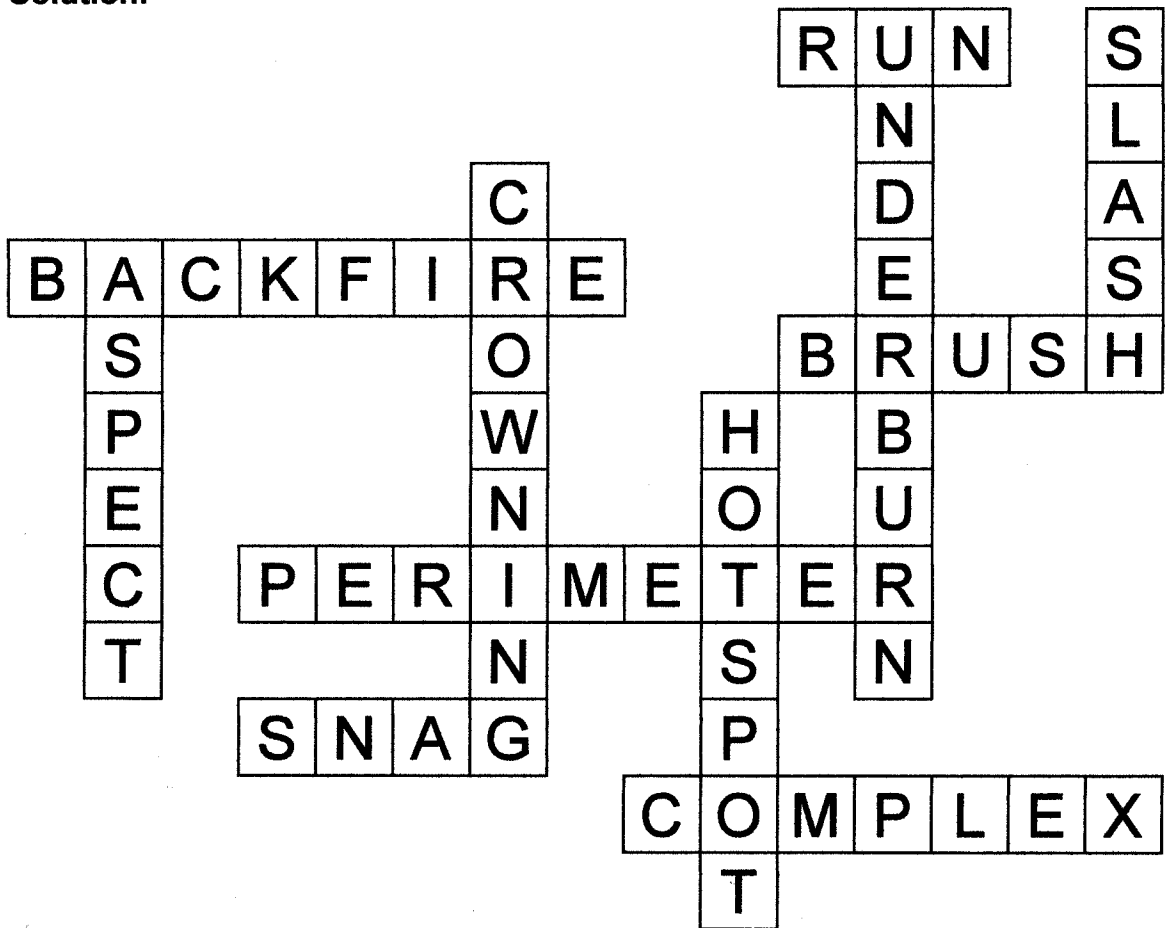 Solution:
R U N S
N L
C D A
B A C K F I R E E S
S O B R U S H
P W H B
E N O U
C P E R I M E T E R
T N S N
S N A G P
C O M P L E X
T